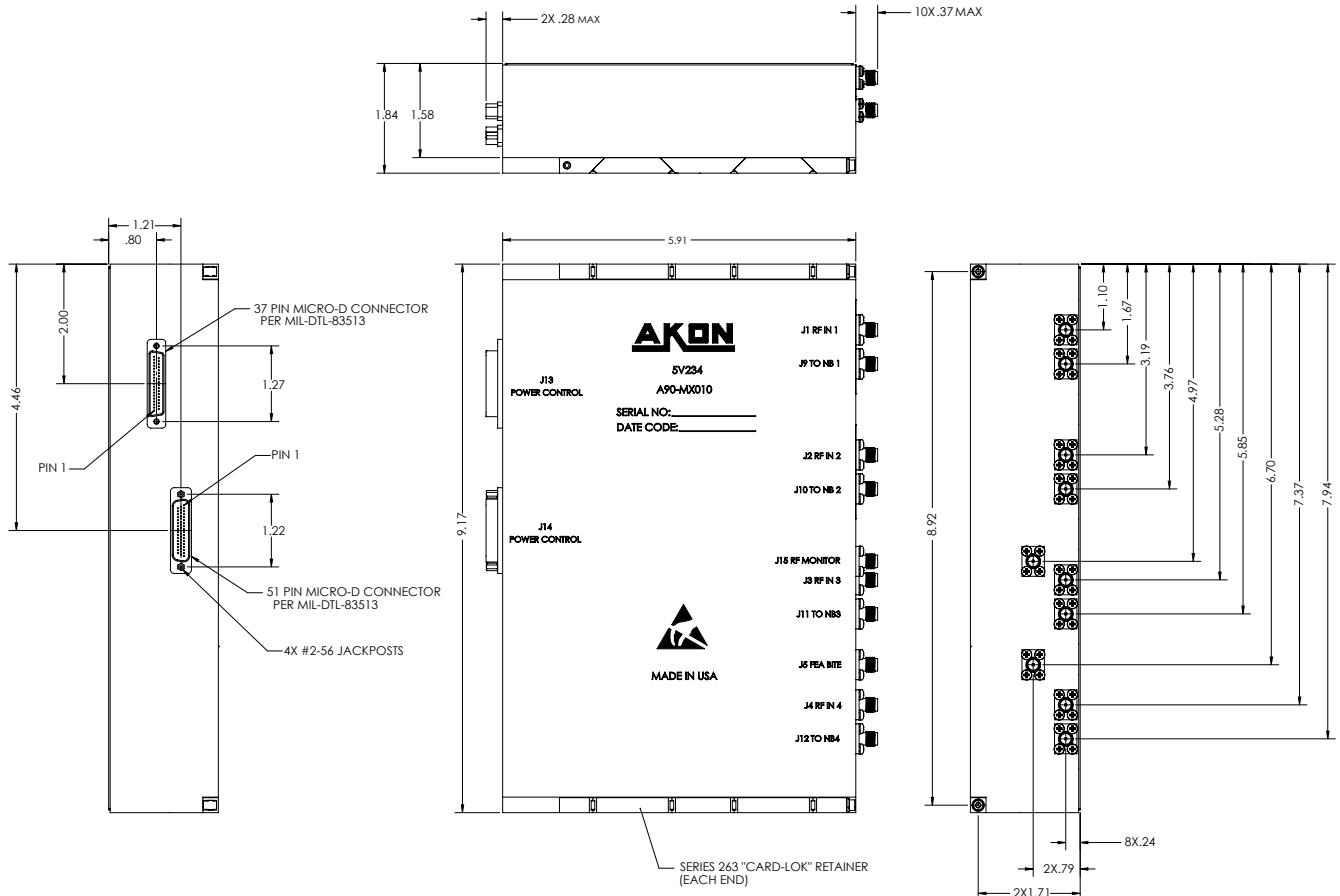 2X .28 MAX
10X .37 MAX
1.84
1.58
1.21
.80
2.00
4.46
37 PIN MICRO-D CONNECTOR
PER MIL-DTL-83513
1.27
PIN 1
PIN 1
1.22
51 PIN MICRO-D CONNECTOR
PER MIL-DTL-83513
4X #2-56 JACKPOSTS
5.91
9.17
AKON
5V234
A90-MX010
SERIAL NO:
DATE CODE:
J13
POWER CONTROL
J14
POWER CONTROL
MADE IN USA
J1 RF IN 1
J9 TO NB 1
J2 RF IN 2
J10 TO NB 2
J15 RF MONITOR
J3 RF IN 3
J11 TO NB3
J5 FEA BITE
J4 RF IN 4
J12 TO NB4
SERIES 263 "CARD-LOK" RETAINER
(EACH END)
8.92
1.10
1.67
3.19
3.76
4.97
5.28
5.85
6.70
7.37
7.94
8X.24
2X.79
2X1.71